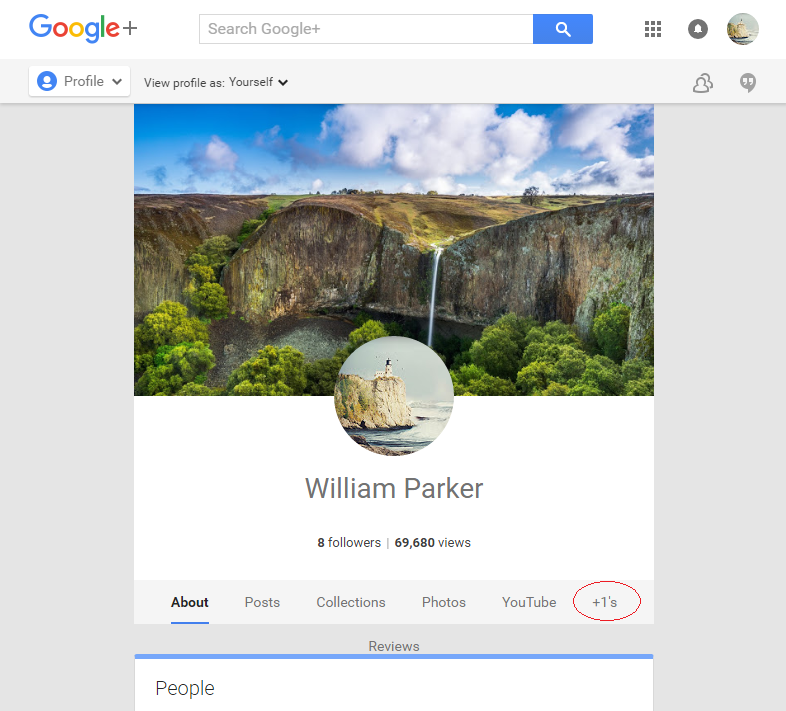 Google+
Search Google+
Profile
View profile as: Yourself
William Parker
8 followers | 69,680 views
About Posts Collections Photos YouTube +1's
Reviews
People